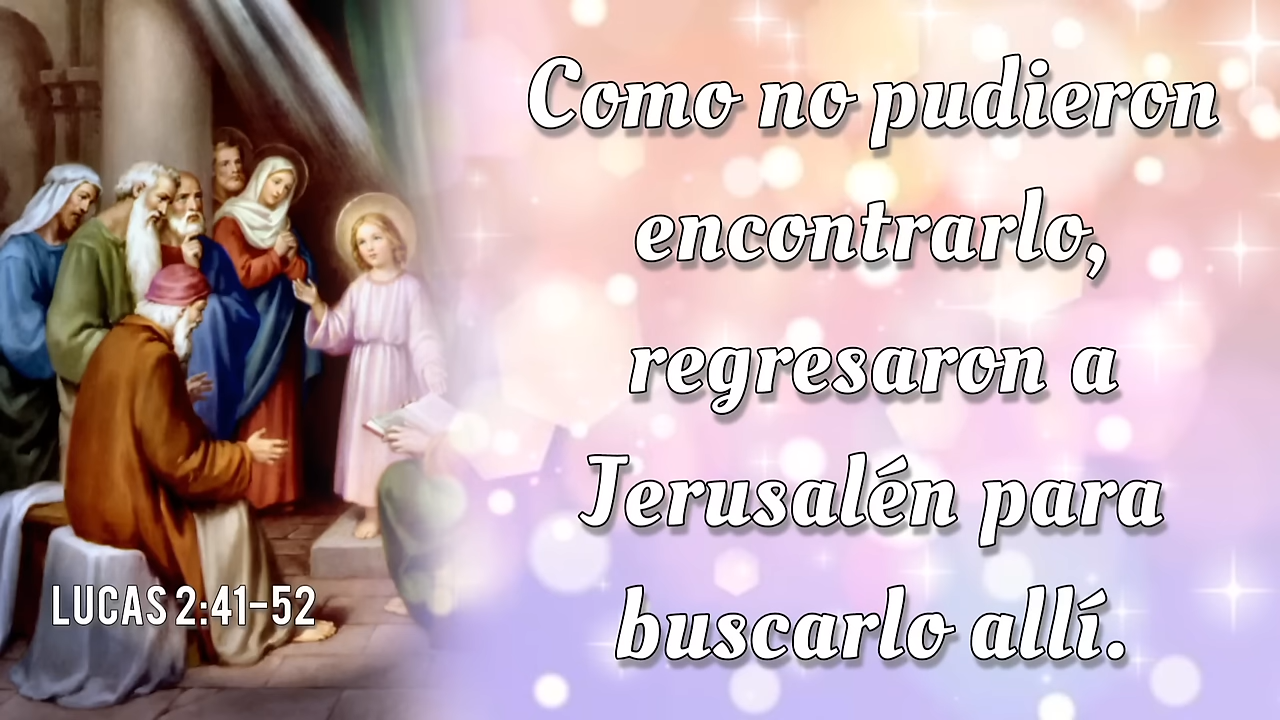 Como no pudieron
encontrarlo,
regresaron a
Jerusalén para
buscarlo allí.
LUCAS 2:41-52